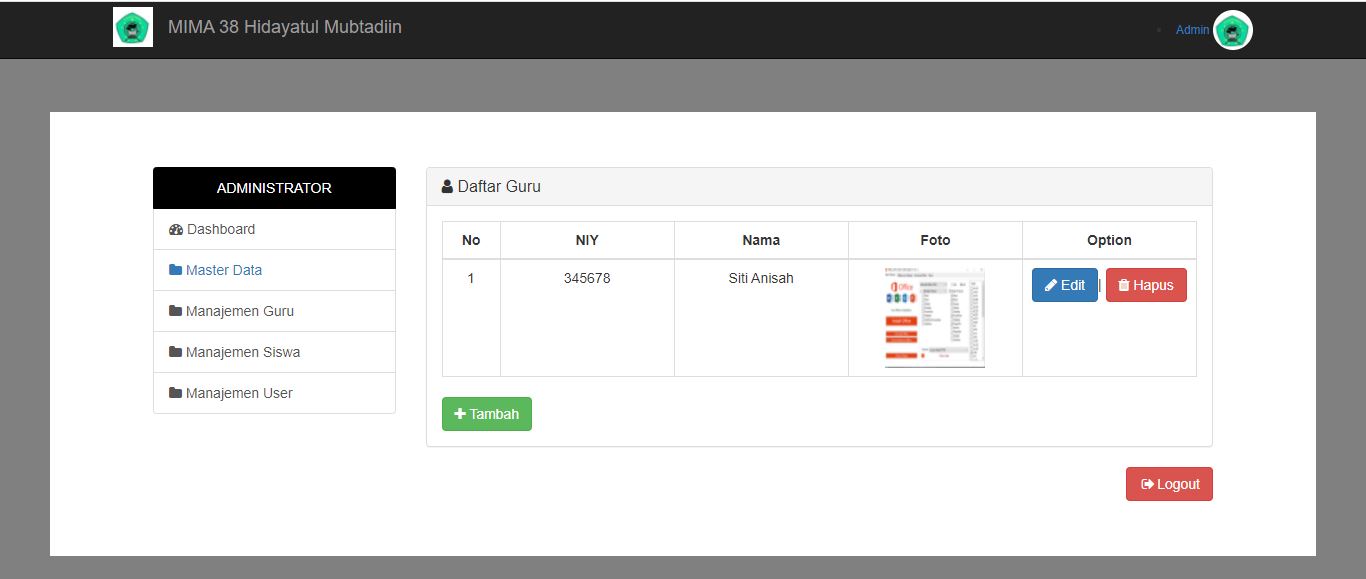 MIMA 38 Hidayatul Mubtadiin
Admin
ADMINISTRATOR
Dashboard
Master Data
Manajemen Guru
Manajemen Siswa
Manajemen User
Daftar Guru
No NIY Nama Foto Option
1 345678 Siti Anisah Edit | Hapus
Office
Tambah
Logout